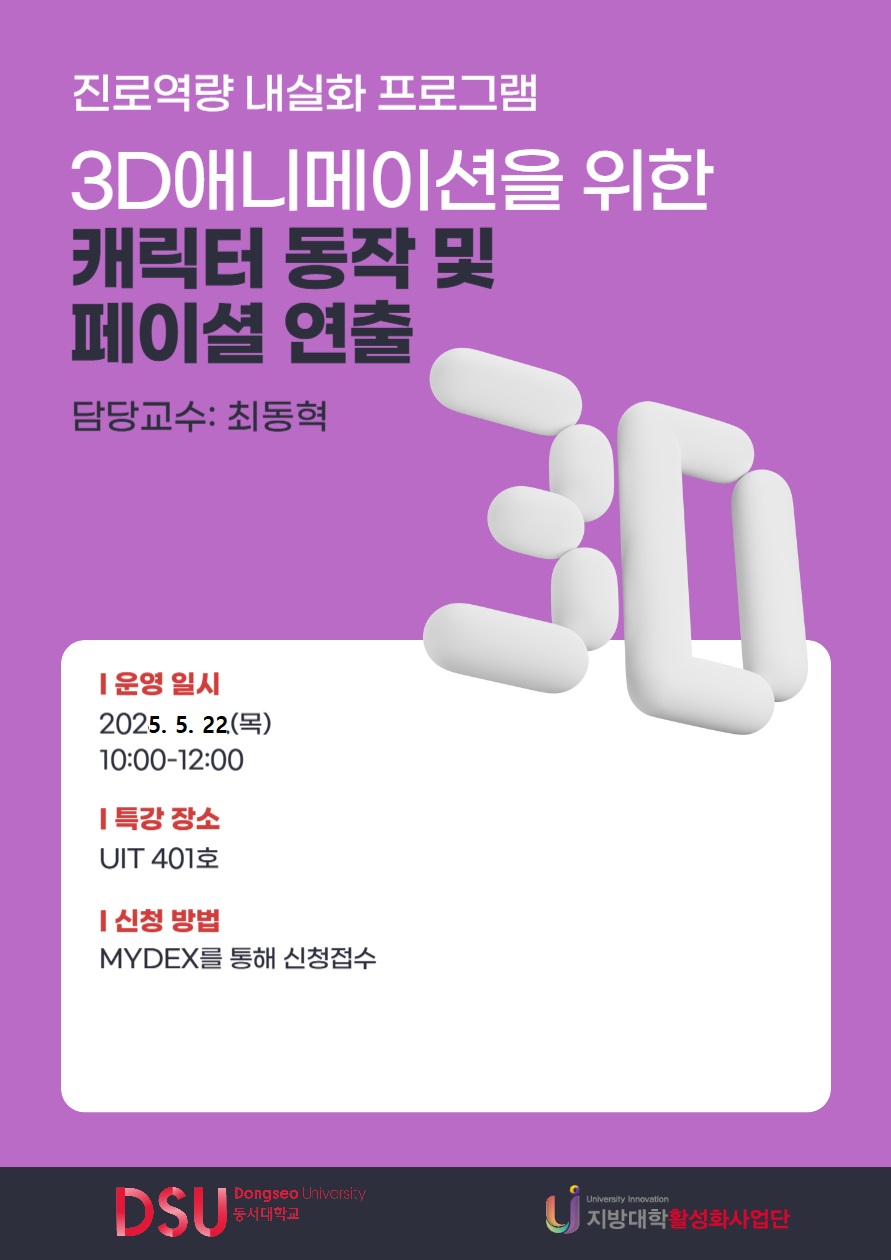 진로역량 내실화 프로그램
3D애니메이션을 위한
캐릭터 동작 및
페이셜 연출
담당교수: 최동혁
3D
I 운영 일시
2025. 5. 22(목)
10:00-12:00
I 특강 장소
UIT 401호
I 신청 방법
MYDEX를 통해 신청접수
DSU Dongseo University
동서대학교
University Innovation
지방대학활성화사업단